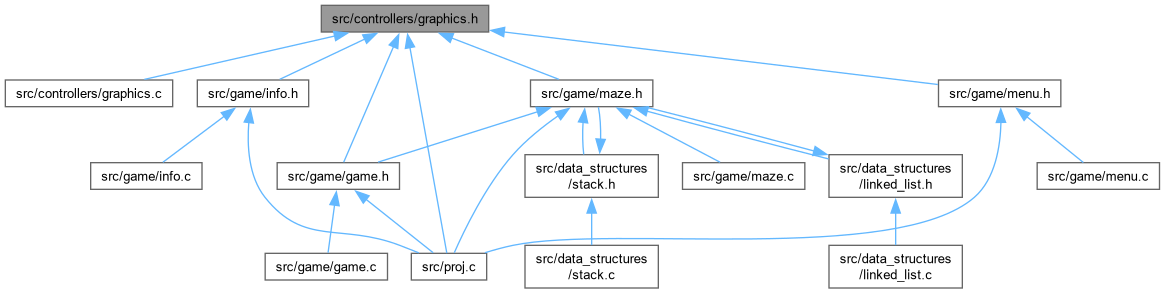 src/controllers/graphics.h
src/controllers/graphics.c
src/game/info.h
src/game/maze.h
src/game/menu.h
src/game/info.c
src/game/game.h
src/data_structures
/stack.h
src/game/maze.c
src/data_structures
/linked_list.h
src/game/menu.c
src/game/game.c
src/proj.c
src/data_structures
/stack.c
src/data_structures
/linked_list.c